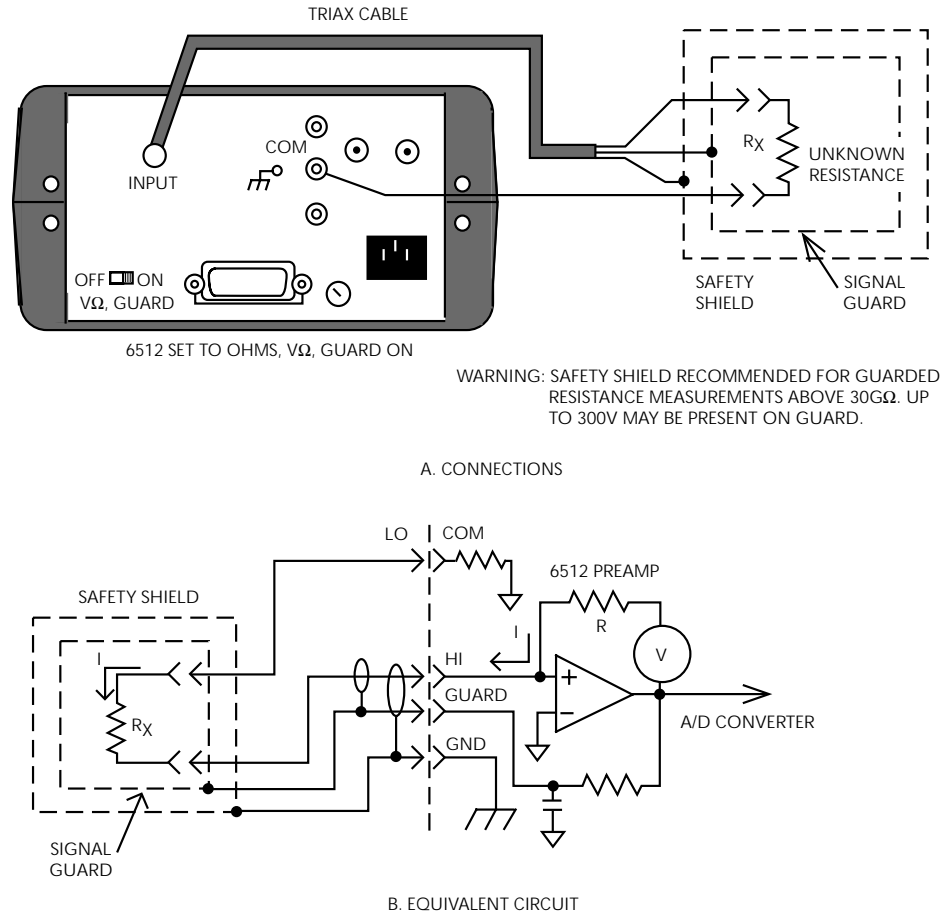 TRIAX CABLE
COM
INPUT
OFF ON
VΩ, GUARD
RX
UNKNOWN
RESISTANCE
SAFETY
SHIELD
SIGNAL
GUARD
6512 SET TO OHMS, VΩ, GUARD ON
WARNING: SAFETY SHIELD RECOMMENDED FOR GUARDED
RESISTANCE MEASUREMENTS ABOVE 30GΩ. UP
TO 300V MAY BE PRESENT ON GUARD.
A. CONNECTIONS
LO COM
6512 PREAMP
SAFETY SHIELD
R
I
I
V
HI
+
GUARD
RX
–
A/D CONVERTER
GND
SIGNAL
GUARD
B. EQUIVALENT CIRCUIT